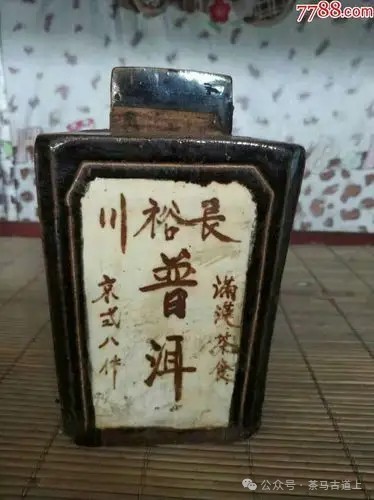 7788.com
長裕川
滿漢茶食
普洱
京式八件
公众号·茶马古道上